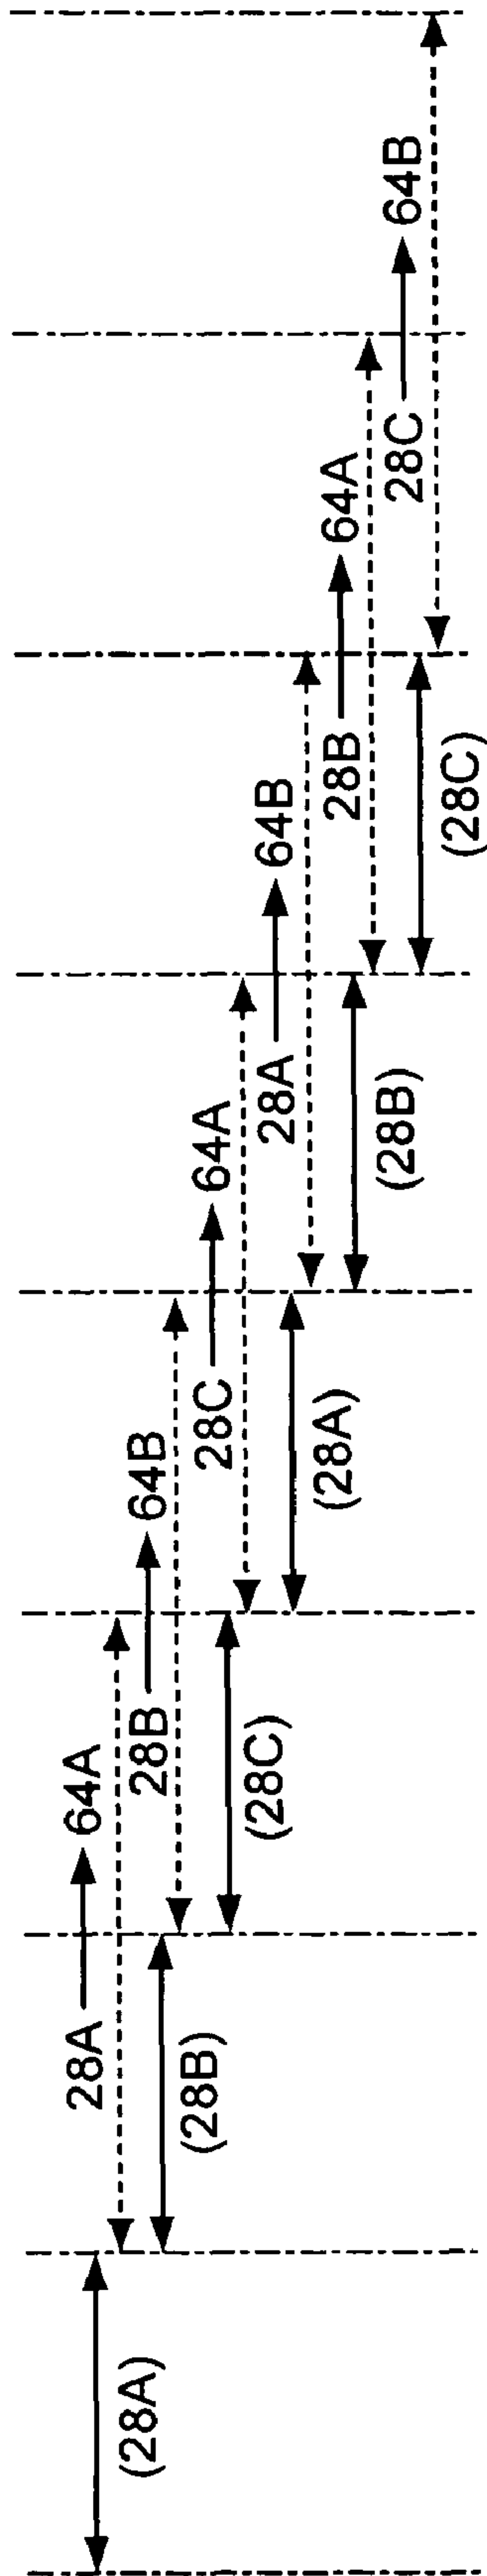 28A → 64A
(28A)
28B → 64B
(28B)
28C → 64A
(28C)
28A → 64B
(28A)
28B → 64A
(28B)
28C → 64B
(28C)